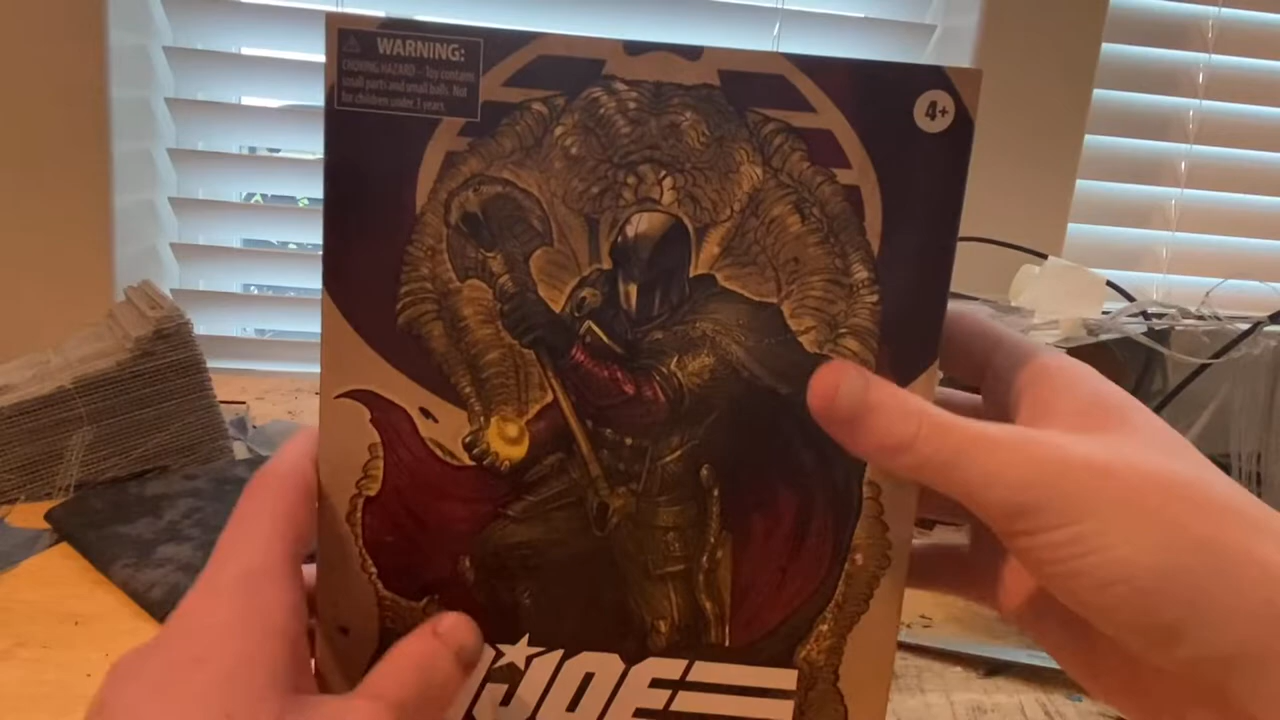 WARNING:
CHOKING HAZARD – Toy contains
small parts and small balls. Not
for children under 3 years.
4+
JOE